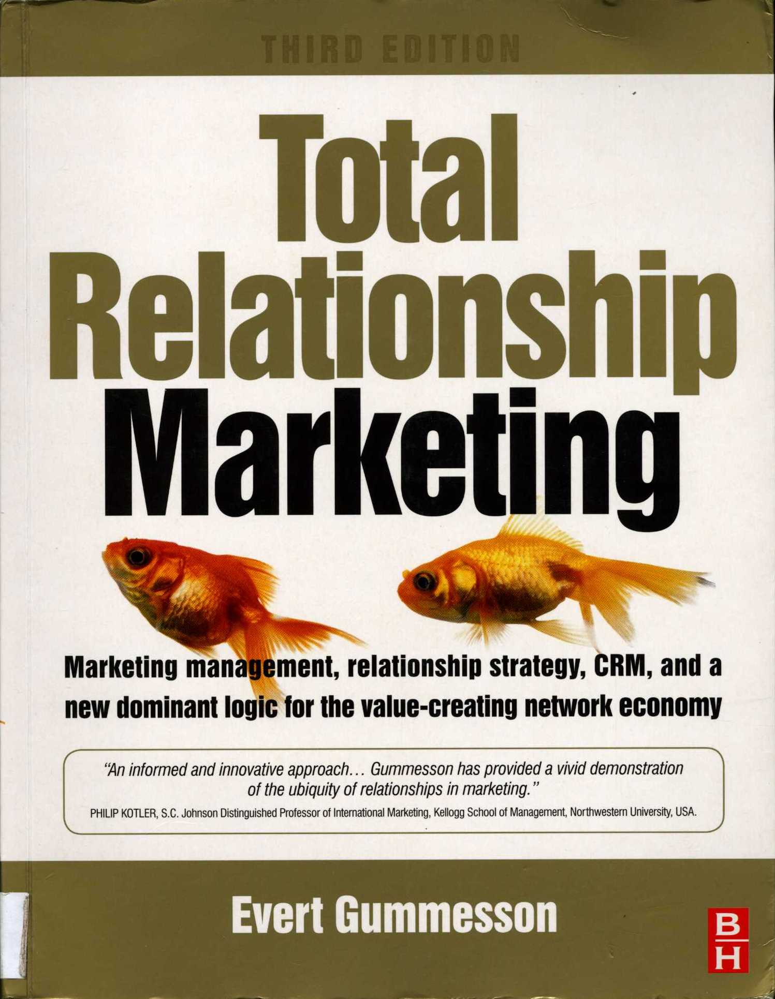 THIRD EDITION
Total
Relationship
Marketing
Marketing management, relationship strategy, CRM, and a
new dominant logic for the value-creating network economy
“An informed and innovative approach... Gummesson has provided a vivid demonstration
of the ubiquity of relationships in marketing.”
PHILIP KOTLER, S.C. Johnson Distinguished Professor of International Marketing, Kellogg School of Management, Northwestern University, USA.
Evert Gummesson
B
H